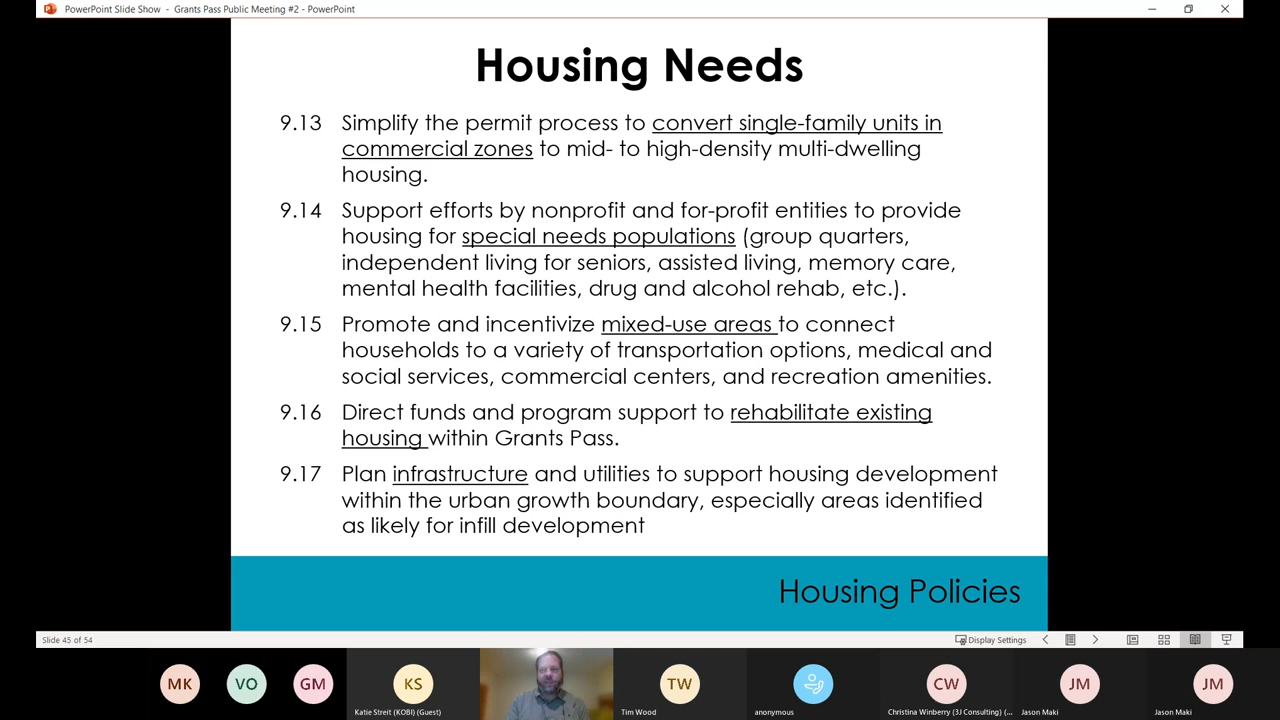 PowerPoint Slide Show - Grants Pass Public Meeting #2 - PowerPoint
Housing Needs
9.13 Simplify the permit process to convert single-family units in
commercial zones to mid- to high-density multi-dwelling
housing.
9.14 Support efforts by nonprofit and for-profit entities to provide
housing for special needs populations (group quarters,
independent living for seniors, assisted living, memory care,
mental health facilities, drug and alcohol rehab, etc.).
9.15 Promote and incentivize mixed-use areas to connect
households to a variety of transportation options, medical and
social services, commercial centers, and recreation amenities.
9.16 Direct funds and program support to rehabilitate existing
housing within Grants Pass.
9.17 Plan infrastructure and utilities to support housing development
within the urban growth boundary, especially areas identified
as likely for infill development
Housing Policies
Slide 45 of 54
Display Settings
MK
VO
GM
KS
TW
CW
JM
JM
Katie Streit (KOBI) (Guest)
Tim Wood
anonymous
Christina Winberry (3J Consulting) (...
Jason Maki
Jason Maki